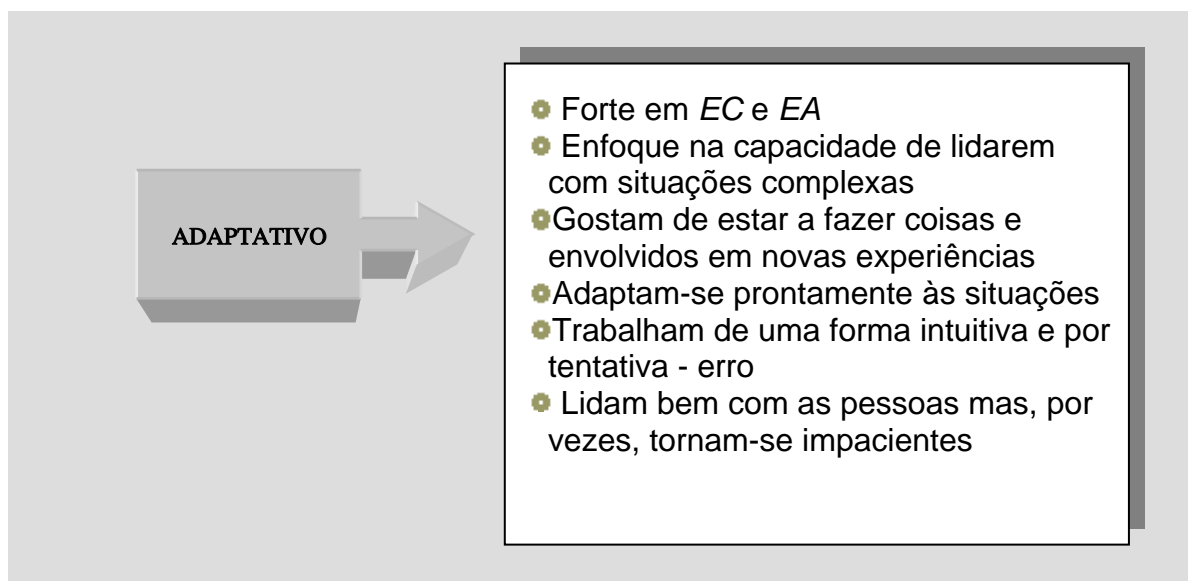 ADAPTATIVO
Forte em EC e EA
Enfoque na capacidade de lidarem
com situações complexas
Gostam de estar a fazer coisas e
envolvidos em novas experiências
Adaptam-se prontamente às situações
Trabalham de uma forma intuitiva e por
tentativa - erro
Lidam bem com as pessoas mas, por
vezes, tornam-se impacientes